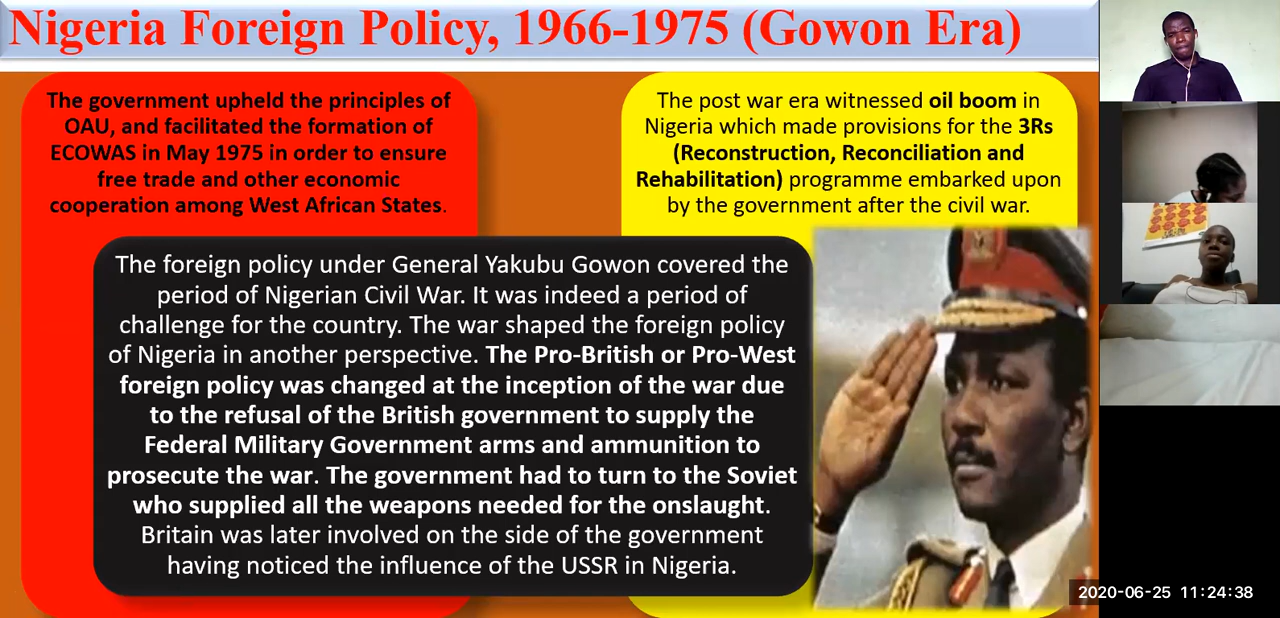 Nigeria Foreign Policy, 1966-1975 (Gowon Era)
The government upheld the principles of
OAU, and facilitated the formation of
ECOWAS in May 1975 in order to ensure
free trade and other economic
cooperation among West African States.
The post war era witnessed oil boom in
Nigeria which made provisions for the 3Rs
(Reconstruction, Reconciliation and
Rehabilitation) programme embarked upon
by the government after the civil war.
The foreign policy under General Yakubu Gowon covered the
period of Nigerian Civil War. It was indeed a period of
challenge for the country. The war shaped the foreign policy
of Nigeria in another perspective. The Pro-British or Pro-West
foreign policy was changed at the inception of the war due
to the refusal of the British government to supply the
Federal Military Government arms and ammunition to
prosecute the war. The government had to turn to the Soviet
who supplied all the weapons needed for the onslaught.
Britain was later involved on the side of the government
having noticed the influence of the USSR in Nigeria.
2020-06-25 11:24:38